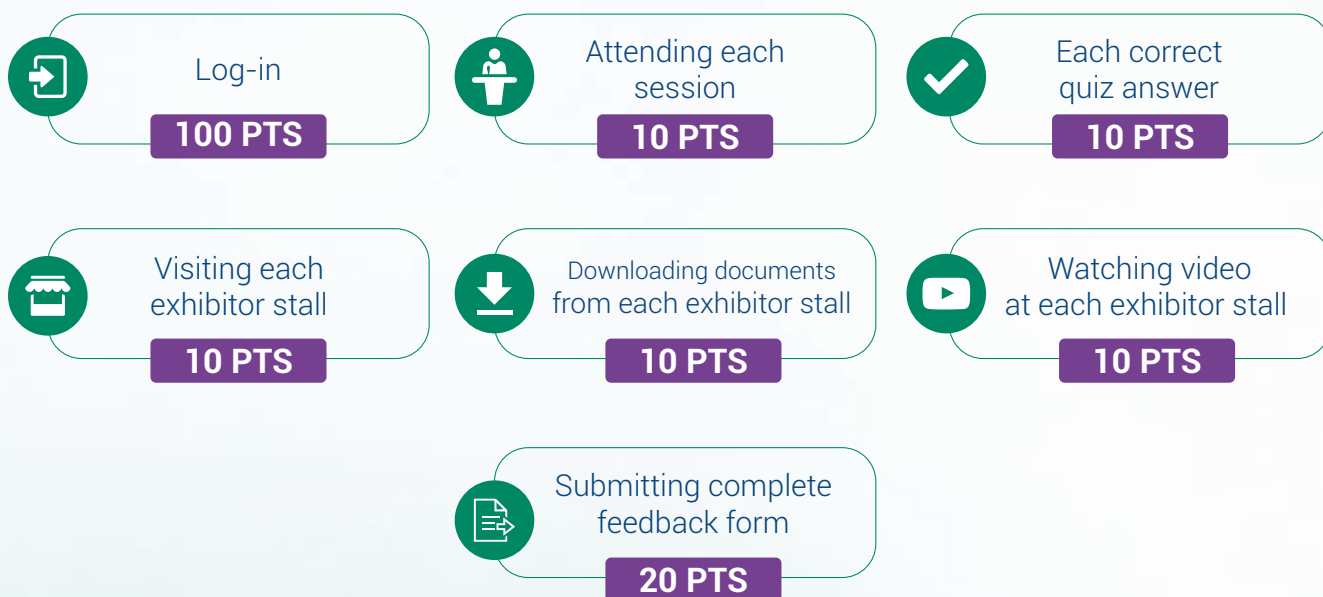 Log-in
100 PTS
Attending each
session
10 PTS
Each correct
quiz answer
10 PTS
Visiting each
exhibitor stall
10 PTS
Downloading documents
from each exhibitor stall
10 PTS
Watching video
at each exhibitor stall
10 PTS
Submitting complete
feedback form
20 PTS